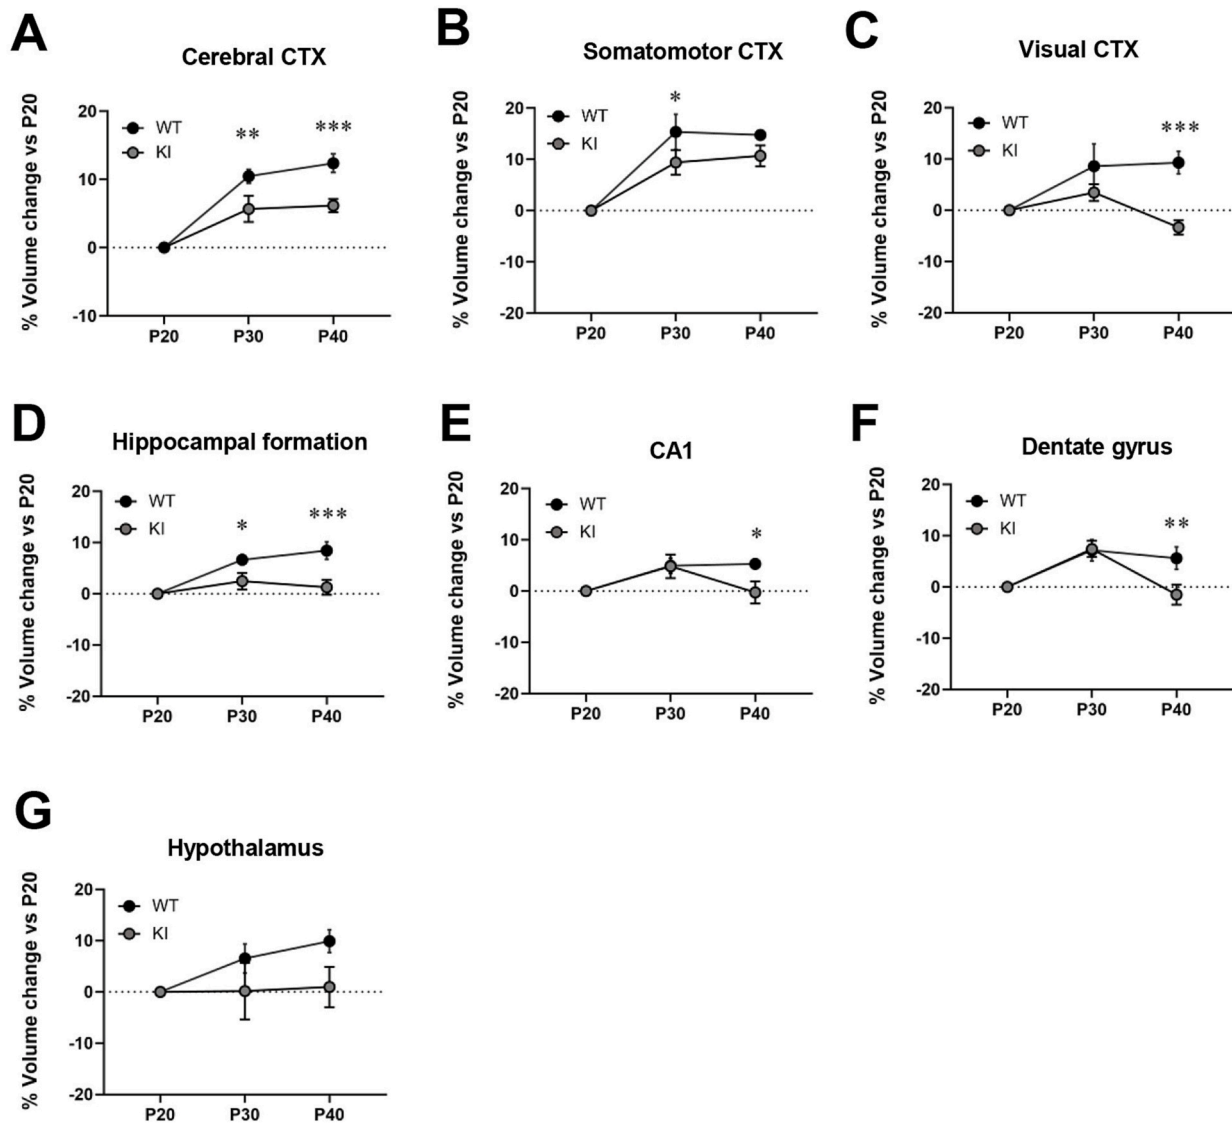 A
Cerebral CTX
% Volume change vs P20
20
10
0
-10
WT
KI
**
***
P20 P30 P40
B
Somatomotor CTX
% Volume change vs P20
20
10
0
-10
-20
WT
KI
*
P20 P30 P40
C
Visual CTX
% Volume change vs P20
20
10
0
-10
-20
WT
KI
***
P20 P30 P40
D
Hippocampal formation
% Volume change vs P20
20
10
0
-10
-20
WT
KI
*
***
P20 P30 P40
E
CA1
% Volume change vs P20
20
10
0
-10
-20
WT
KI
*
P20 P30 P40
F
Dentate gyrus
% Volume change vs P20
20
10
0
-10
-20
WT
KI
**
P20 P30 P40
G
Hypothalamus
% Volume change vs P20
20
10
0
-10
-20
WT
KI
P20 P30 P40